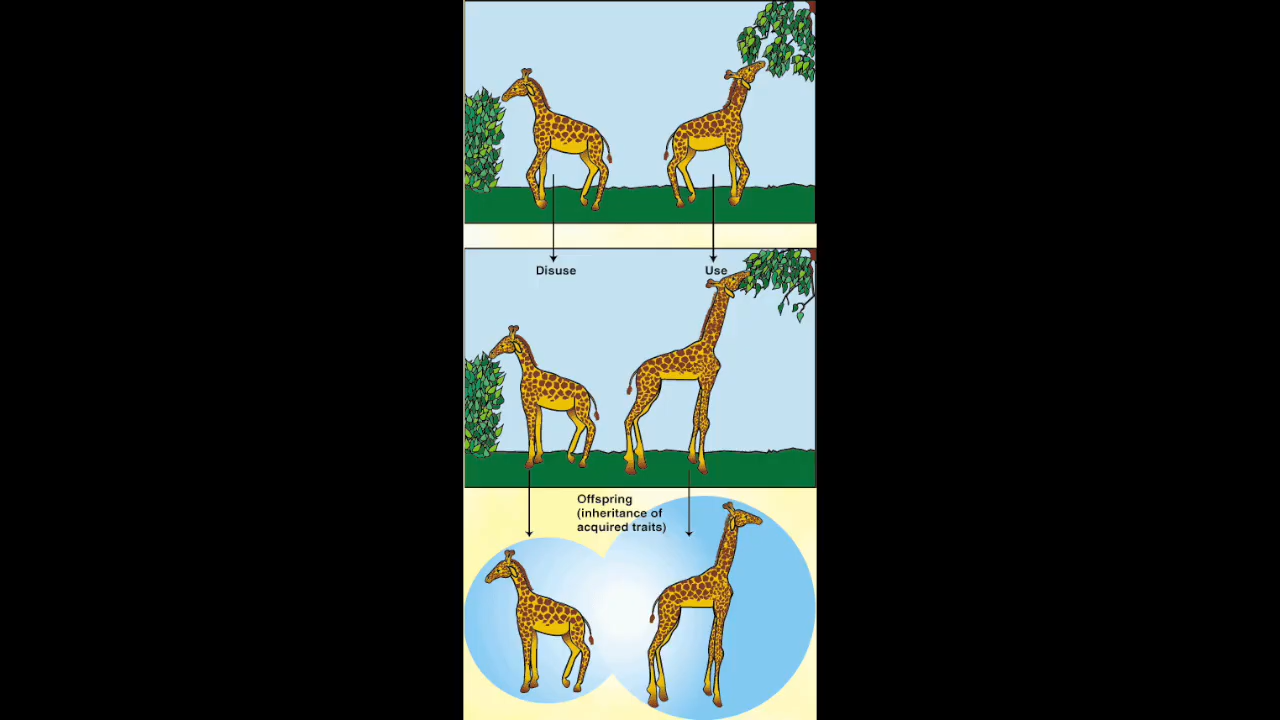 Disuse
Use
Offspring
(inheritance of
acquired traits)